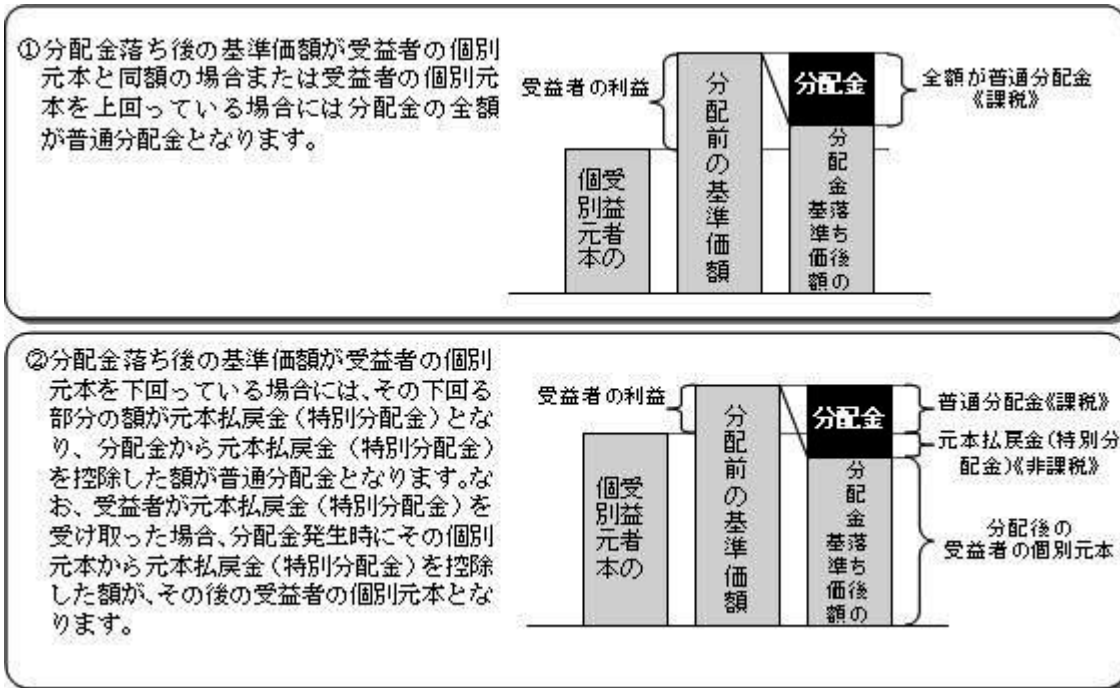 ①分配金落ち後の基準価額が受益者の個別
元本と同額の場合または受益者の個別元
本を上回っている場合には分配金の全額
が普通分配金となります。
受益者の利益
受益者の
個別元本
分配前の基準価額
分配金
分配金落ち後の
基準価額
全額が普通分配金
《課税》
②分配金落ち後の基準価額が受益者の個別
元本を下回っている場合には、その下回る
部分の額が元本払戻金（特別分配金）とな
り、分配金から元本払戻金（特別分配金）
を控除した額が普通分配金となります。な
お、受益者が元本払戻金（特別分配金）を
受け取った場合、分配金発生時にその個別
元本から元本払戻金（特別分配金）を控除
した額が、その後の受益者の個別元本とな
ります。
受益者の利益
受益者の
個別元本
分配前の基準価額
分配金
分配金落ち後の
基準価額
普通分配金《課税》
元本払戻金(特別分
配金)《非課税》
分配後の
受益者の個別元本